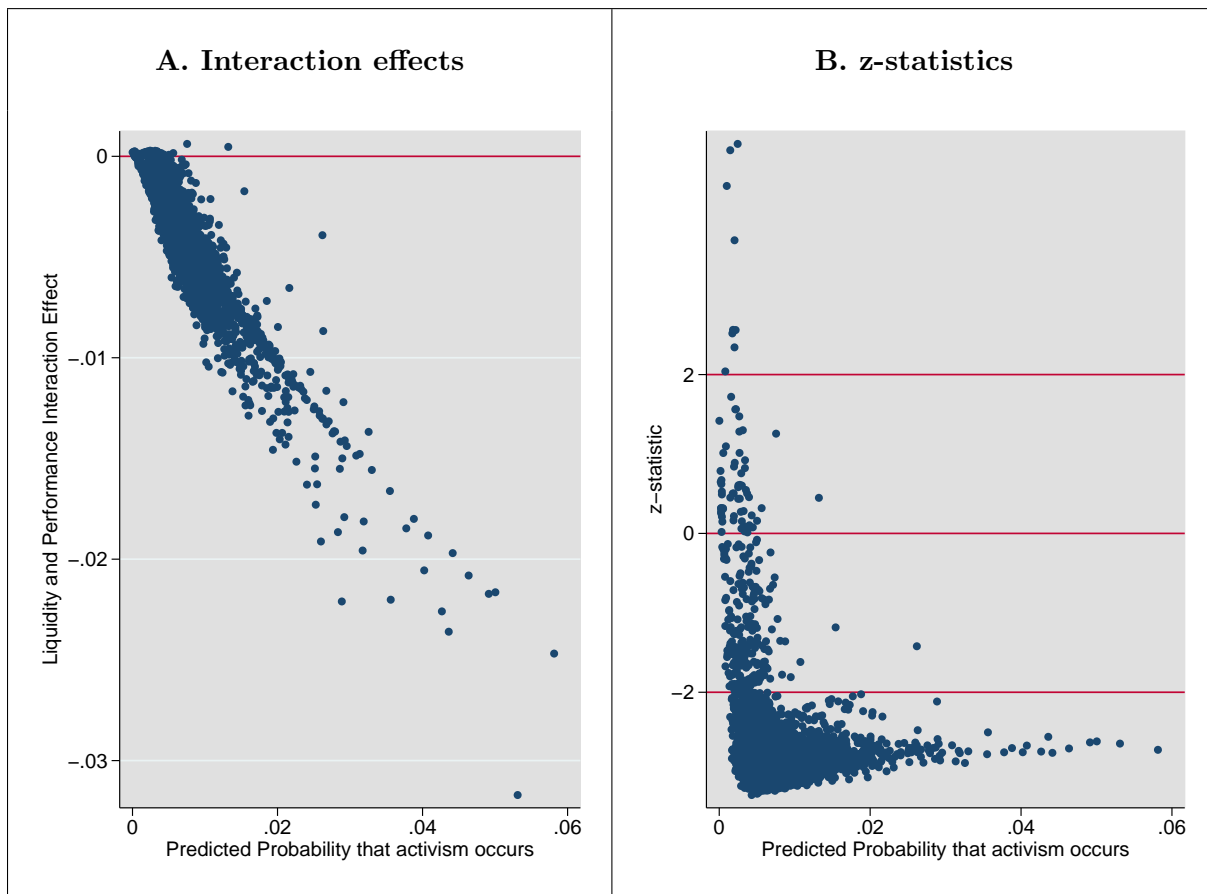 A. Interaction effects
0
−.01
−.02
−.03
Liquidity and Performance Interaction Effect
0
.02
.04
.06
Predicted Probability that activism occurs
B. z-statistics
2
0
−2
z−statistic
0
.02
.04
.06
Predicted Probability that activism occurs